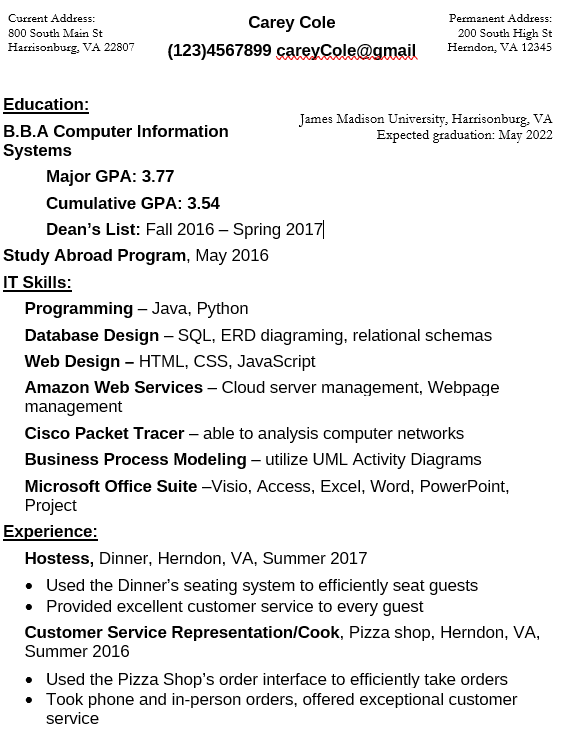 Current Address:
800 South Main St
Harrisonburg, VA 22807
Carey Cole
(123)4567899 careyCole@gmail
Permanent Address:
200 South High St
Herndon, VA 12345
Education:
B.B.A Computer Information
Systems
James Madison University, Harrisonburg, VA
Expected graduation: May 2022
Major GPA: 3.77
Cumulative GPA: 3.54
Dean’s List: Fall 2016 – Spring 2017
Study Abroad Program, May 2016
IT Skills:
Programming – Java, Python
Database Design – SQL, ERD diagraming, relational schemas
Web Design – HTML, CSS, JavaScript
Amazon Web Services – Cloud server management, Webpage
management
Cisco Packet Tracer – able to analysis computer networks
Business Process Modeling – utilize UML Activity Diagrams
Microsoft Office Suite –Visio, Access, Excel, Word, PowerPoint,
Project
Experience:
Hostess, Dinner, Herndon, VA, Summer 2017
• Used the Dinner’s seating system to efficiently seat guests
• Provided excellent customer service to every guest
Customer Service Representation/Cook, Pizza shop, Herndon, VA,
Summer 2016
• Used the Pizza Shop’s order interface to efficiently take orders
• Took phone and in-person orders, offered exceptional customer
service